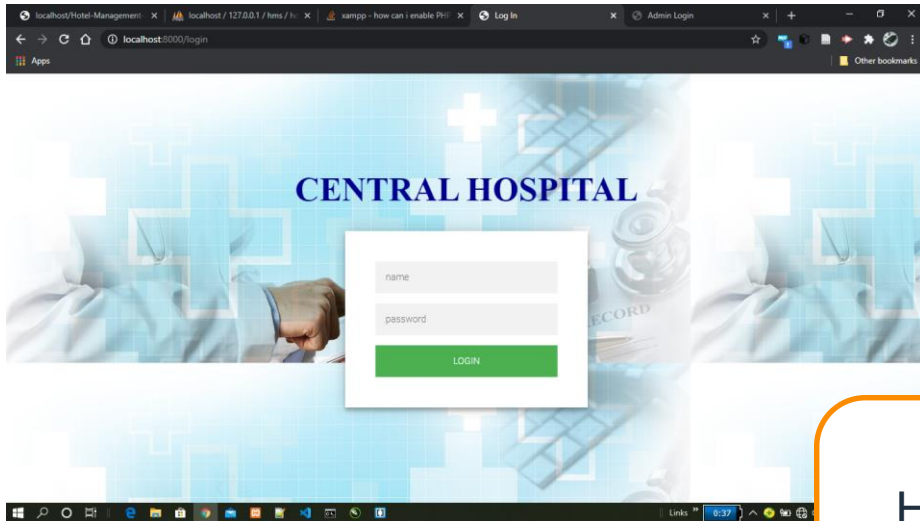 localhost/Hotel-Management
localhost / 127.0.0.1 / hms / h
xampp - how can i enable PHP
Log In
Admin Login
localhost:8000/login
Apps
Other bookmarks
CENTRAL HOSPITAL
name
password
LOGIN
RECORD
Links
0:37
H